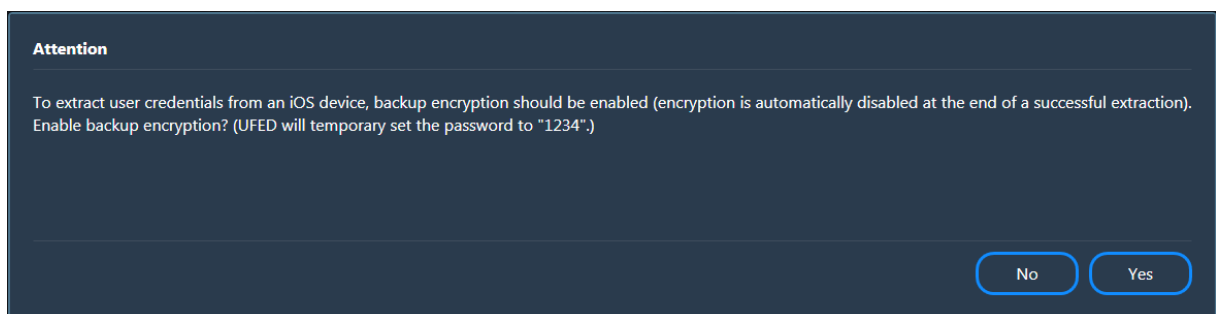 Attention
To extract user credentials from an iOS device, backup encryption should be enabled (encryption is automatically disabled at the end of a successful extraction).
Enable backup encryption? (UFED will temporary set the password to "1234".)
No
Yes